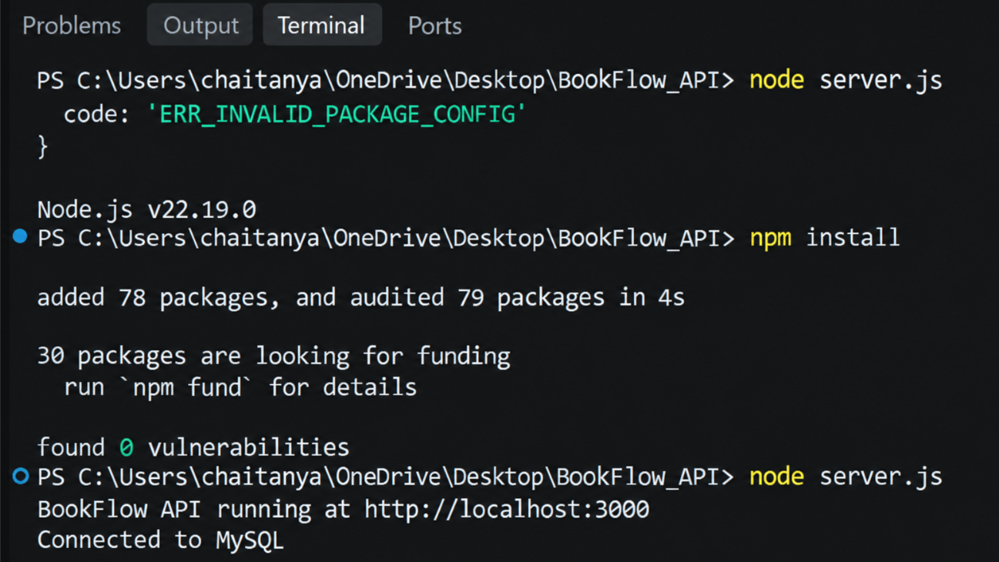 Problems Output Terminal Ports
PS C:\Users\chaitanya\OneDrive\Desktop\BookFlow_API> node server.js
  code: 'ERR_INVALID_PACKAGE_CONFIG'
}
Node.js v22.19.0
PS C:\Users\chaitanya\OneDrive\Desktop\BookFlow_API> npm install
added 78 packages, and audited 79 packages in 4s
30 packages are looking for funding
  run `npm fund` for details
found 0 vulnerabilities
PS C:\Users\chaitanya\OneDrive\Desktop\BookFlow_API> node server.js
BookFlow API running at http://localhost:3000
Connected to MySQL